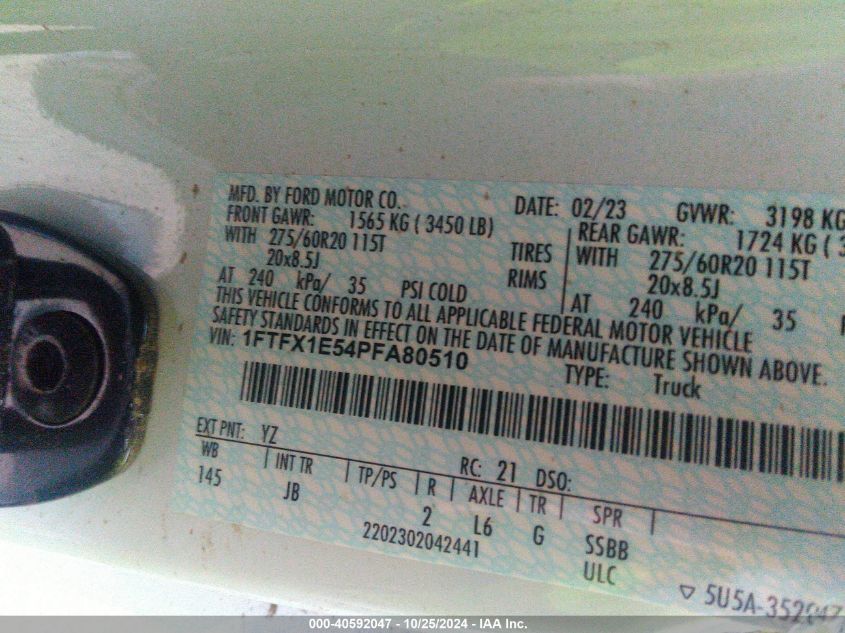 MFD. BY FORD MOTOR CO.
DATE: 02/23 GVWR: 3198 KG
FRONT GAWR: 1565 KG ( 3450 LB)
REAR GAWR: 1724 KG (
WITH 275/60R20 115T TIRES
WITH 275/60R20 115T
20x8.5J RIMS
20x8.5J
AT 240 kPa/ 35 PSI COLD
AT 240 kPa/ 35
THIS VEHICLE CONFORMS TO ALL APPLICABLE FEDERAL MOTOR VEHICLE
SAFETY STANDARDS IN EFFECT ON THE DATE OF MANUFACTURE SHOWN ABOVE.
VIN: 1FTFX1E54PFA80510
TYPE: Truck
EXT PNT: YZ RC: 21 DSO:
WB INT TR TP/PS R AXLE TR SPR
145 JB 2 L6 G SSBB
2202302042441 ULC
000-40592047 - 10/25/2024 - IAA Inc.